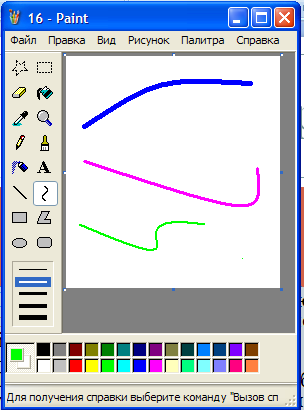 16 - Paint
Файл Правка Вид Рисунок Палитра Справка
A
Для получения справки выберите команду "Вызов сп